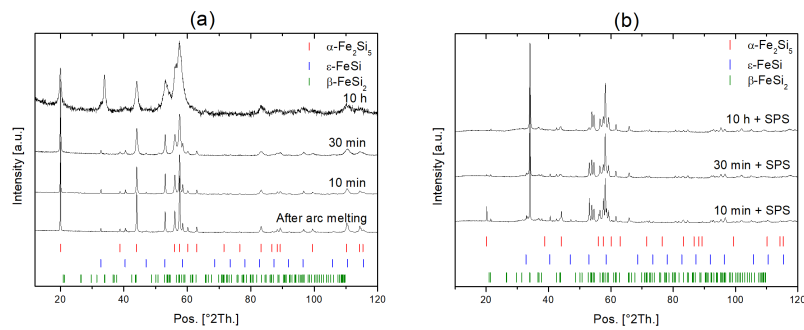 (a)
α-Fe2Si5
ε-FeSi
β-FeSi2
10 h
30 min
10 min
After arc melting
Intensity [a.u.]
20 40 60 80 100 120
Pos. [°2Th.]
(b)
α-Fe2Si5
ε-FeSi
β-FeSi2
10 h + SPS
30 min + SPS
10 min + SPS
Intensity [a.u.]
20 40 60 80 100 120
Pos. [°2Th.]